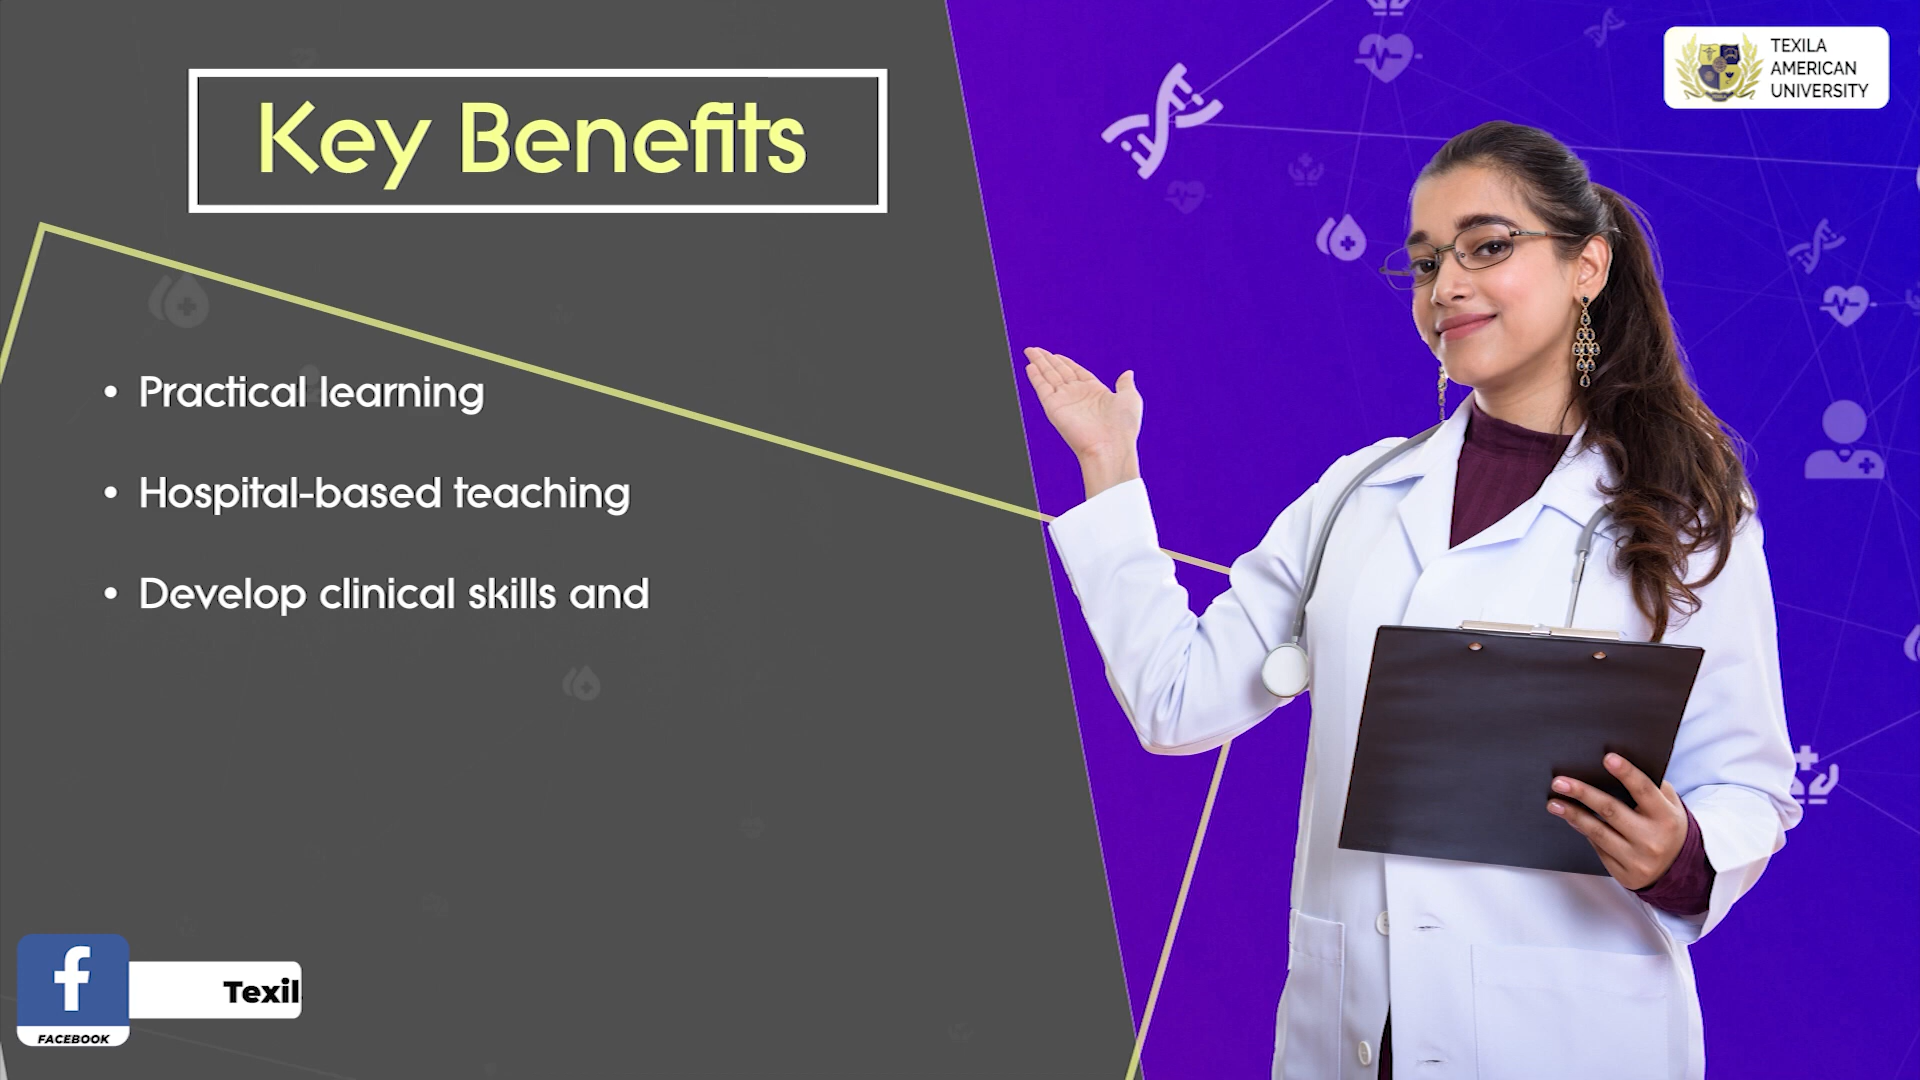 Key Benefits
TEXILA
AMERICAN
UNIVERSITY
• Practical learning
• Hospital-based teaching
• Develop clinical skills and
Texil
FACEBOOK